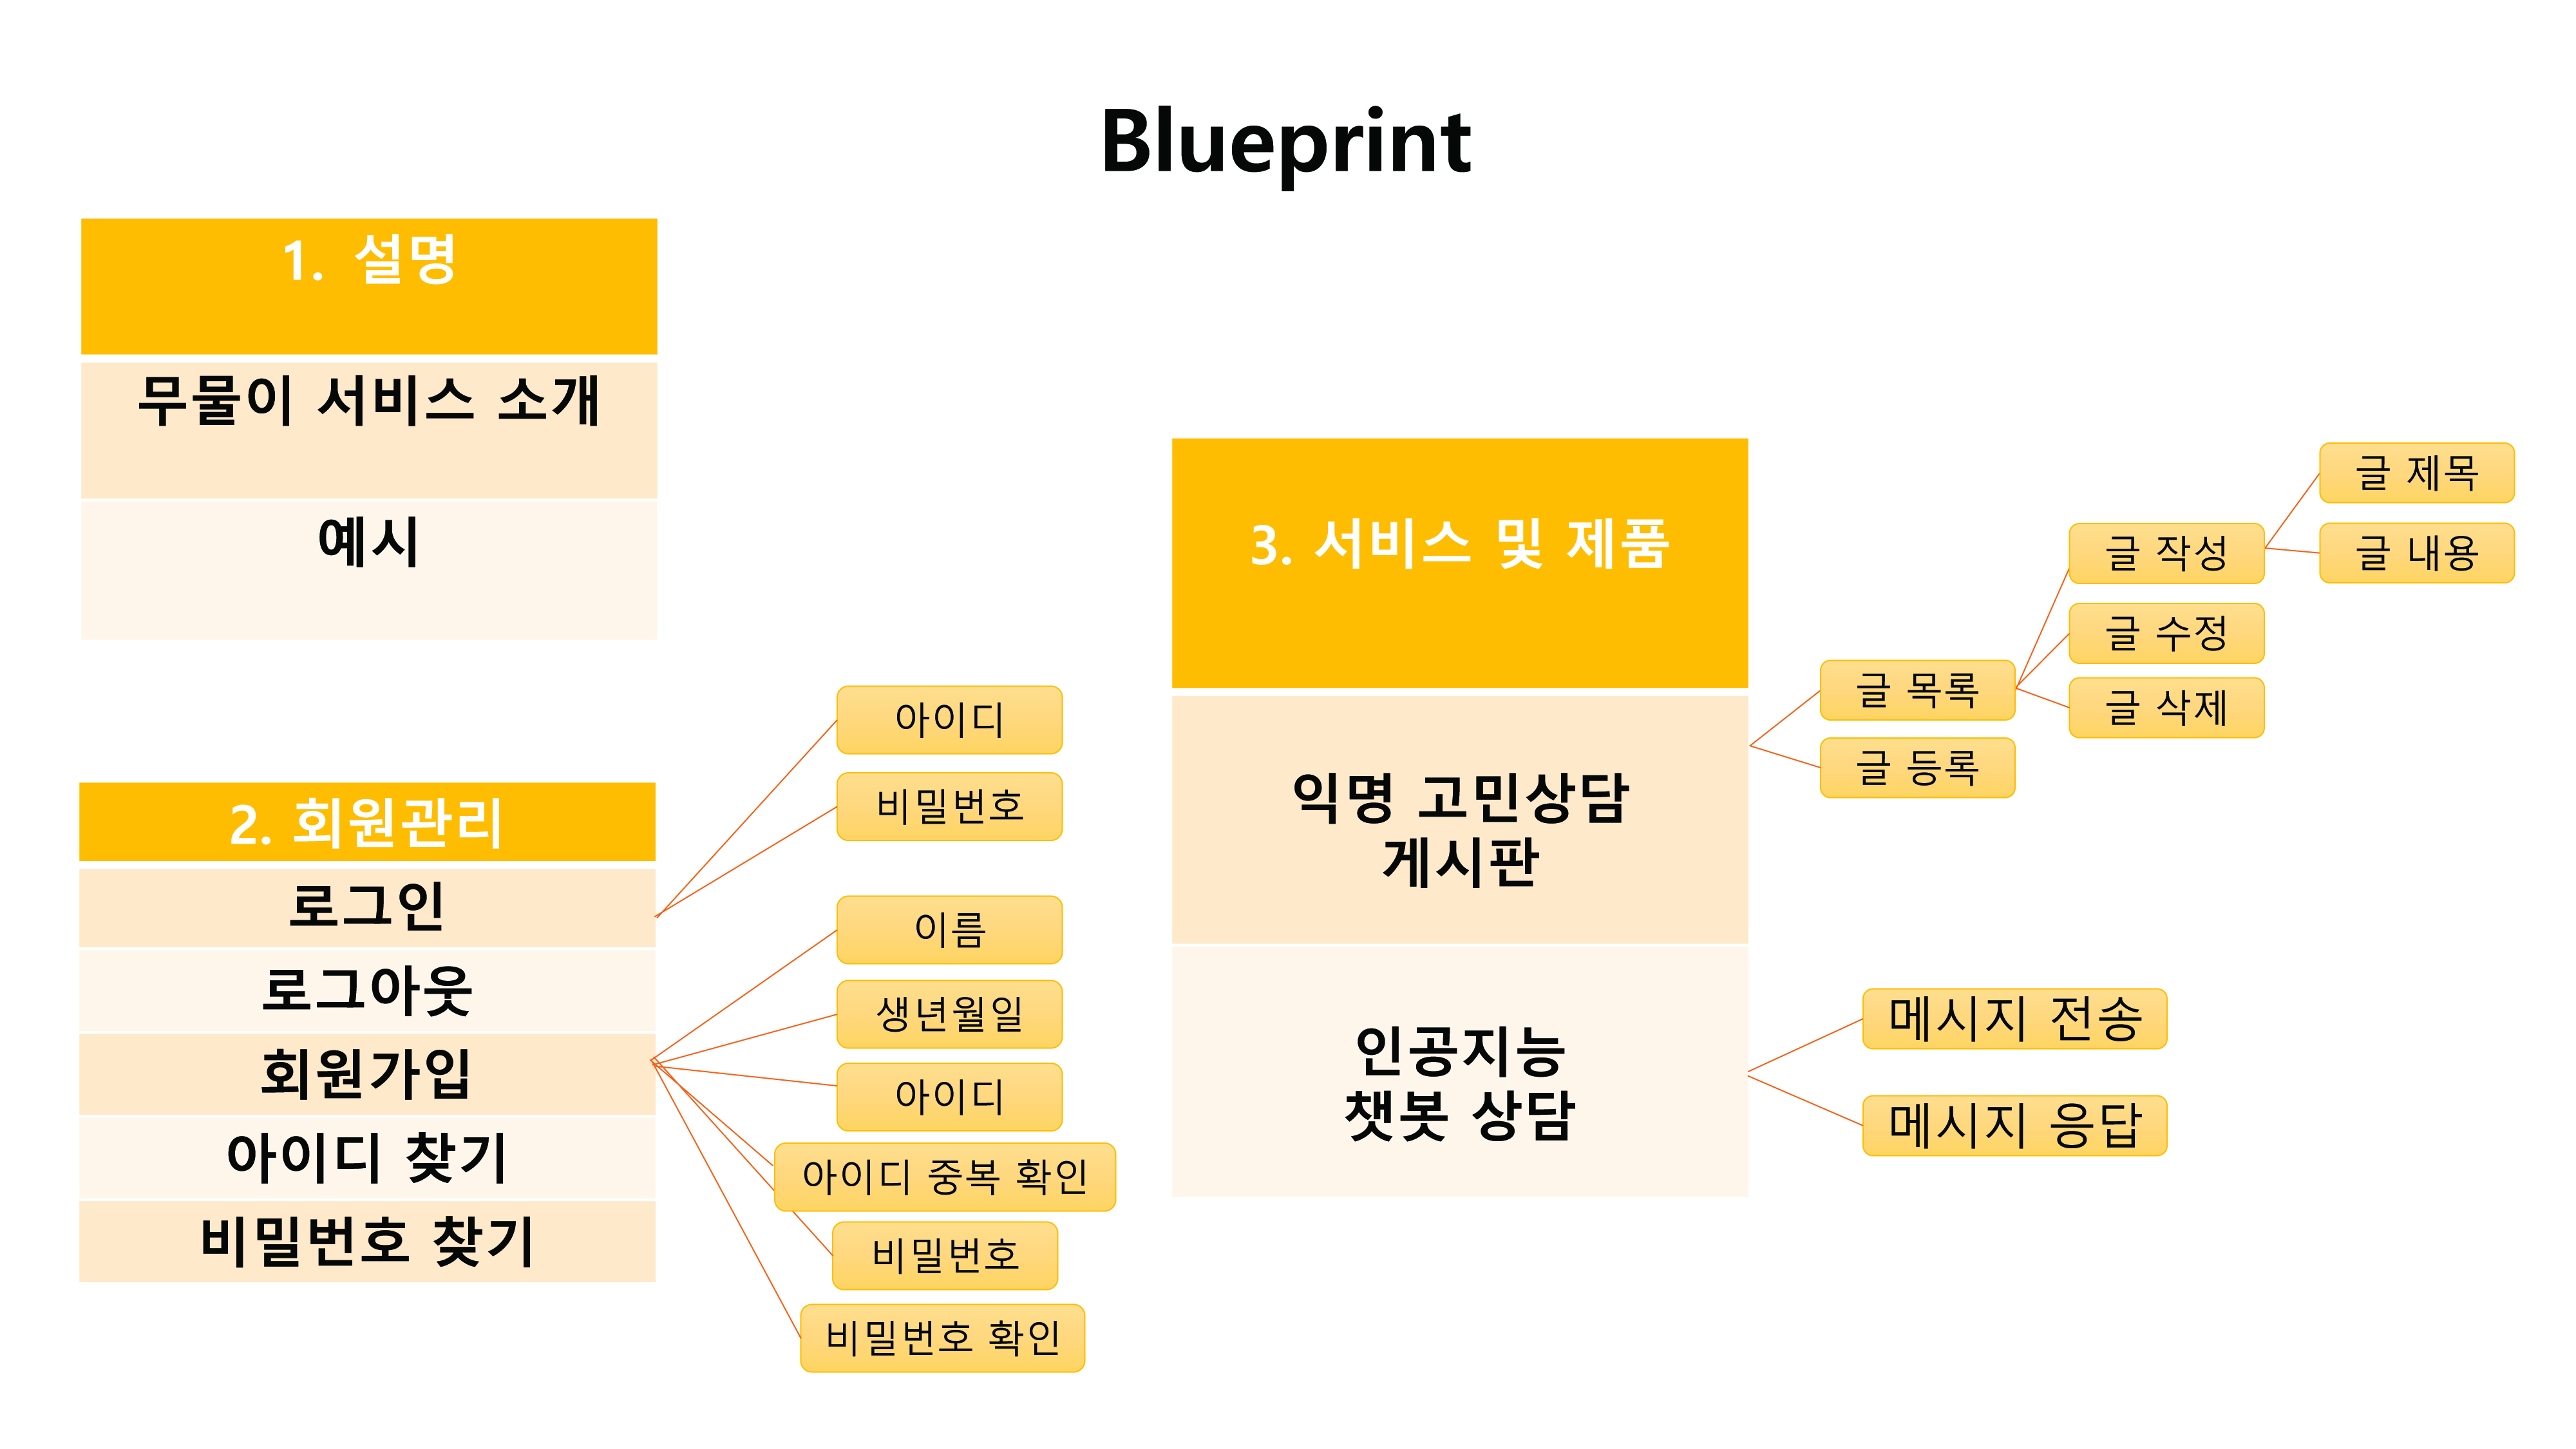 Blueprint
1. 설명
무물이 서비스 소개
예시
2. 회원관리
로그인
로그아웃
회원가입
아이디 찾기
비밀번호 찾기
아이디
비밀번호
이름
생년월일
아이디
아이디 중복 확인
비밀번호
비밀번호 확인
3. 서비스 및 제품
익명 고민상담
게시판
인공지능
챗봇 상담
글 목록
글 등록
글 작성
글 수정
글 삭제
글 제목
글 내용
메시지 전송
메시지 응답